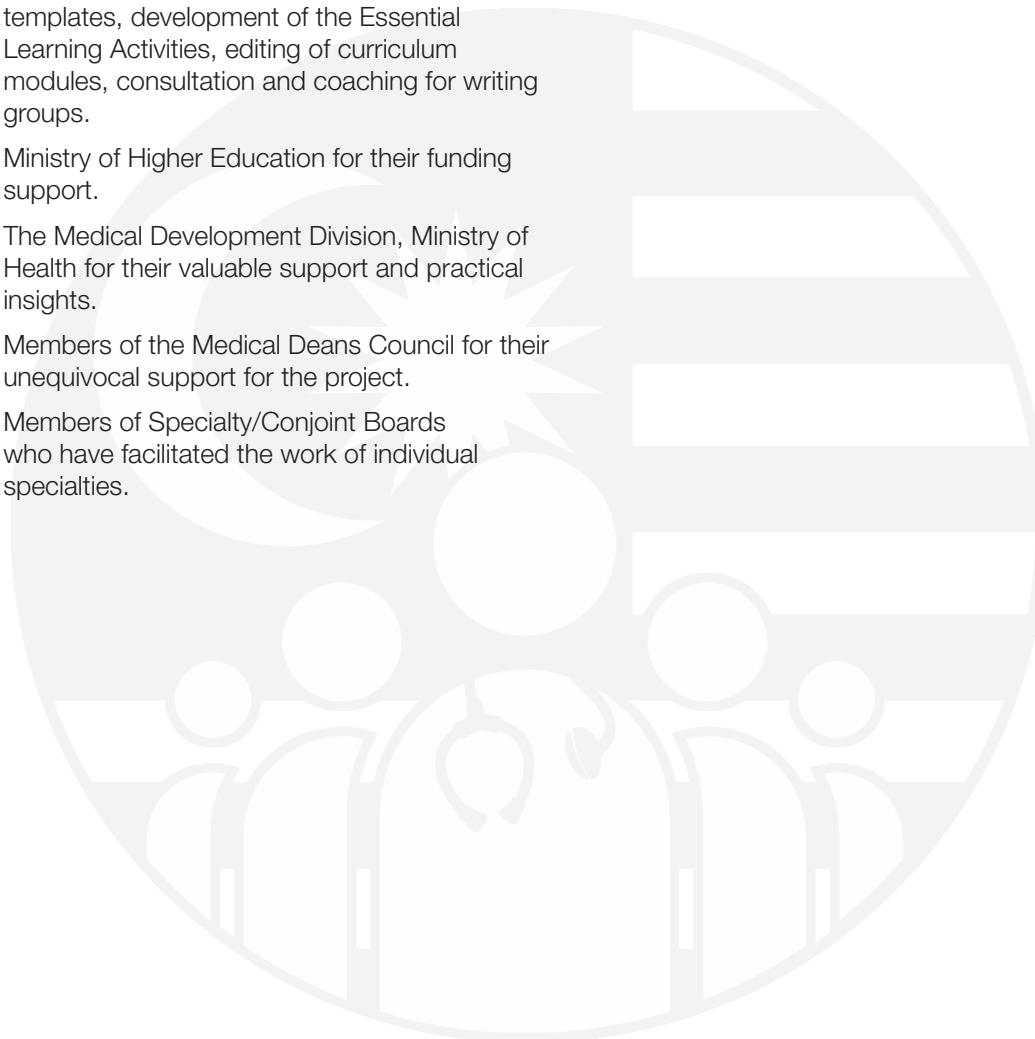 templates, development of the Essential
Learning Activities, editing of curriculum
modules, consultation and coaching for writing
groups.
Ministry of Higher Education for their funding
support.
The Medical Development Division, Ministry of
Health for their valuable support and practical
insights.
Members of the Medical Deans Council for their
unequivocal support for the project.
Members of Specialty/Conjoint Boards
who have facilitated the work of individual
specialties.